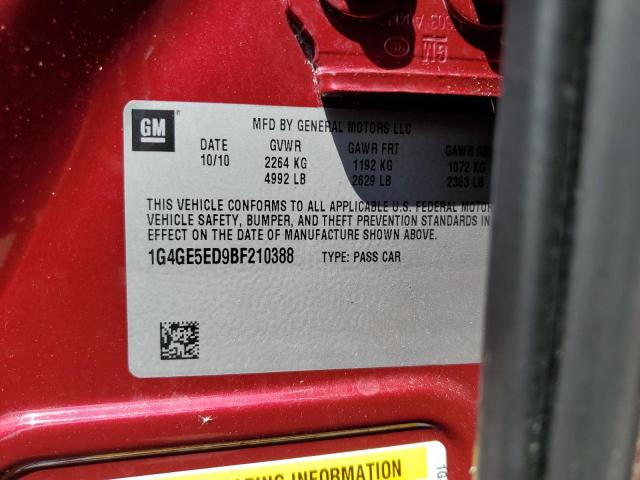 GM
MFD BY GENERAL MOTORS LLC
DATE GVWR GAWR FRT GAWR
10/10 2264 KG 1192 KG 1072 KG
4992 LB 2629 LB 2363 LB
THIS VEHICLE CONFORMS TO ALL APPLICABLE U.S. FEDERAL MOTOR
VEHICLE SAFETY, BUMPER, AND THEFT PREVENTION STANDARDS IN
EFFECT ON THE DATE OF MANUFACTURE SHOWN ABOVE.
1G4GE5ED9BF210388 TYPE: PASS CAR
INFORMATION